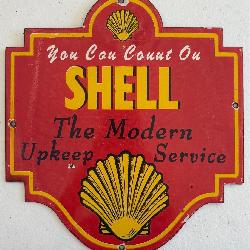 You Can Count On
SHELL
The Modern
Upkeep Service